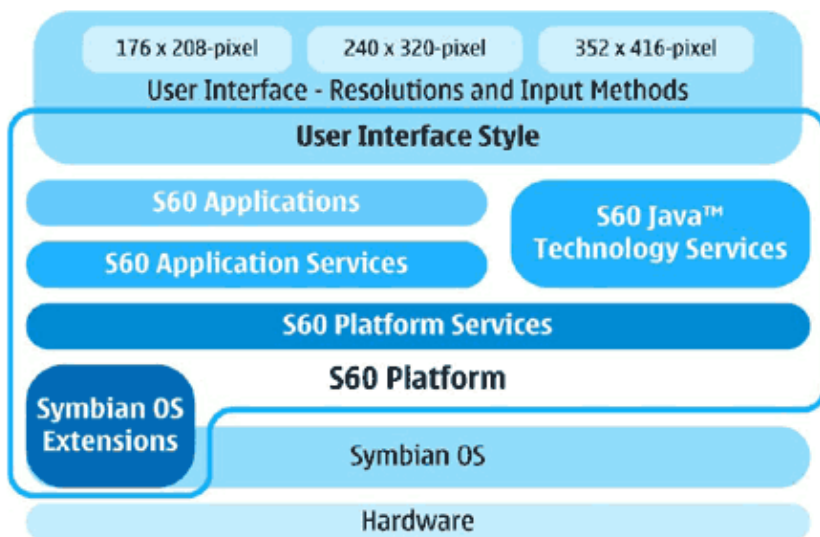 176 x 208-pixel
240 x 320-pixel
352 x 416-pixel
User Interface - Resolutions and Input Methods
User Interface Style
S60 Applications
S60 Java™
Technology Services
S60 Application Services
S60 Platform Services
S60 Platform
Symbian OS
Extensions
Symbian OS
Hardware